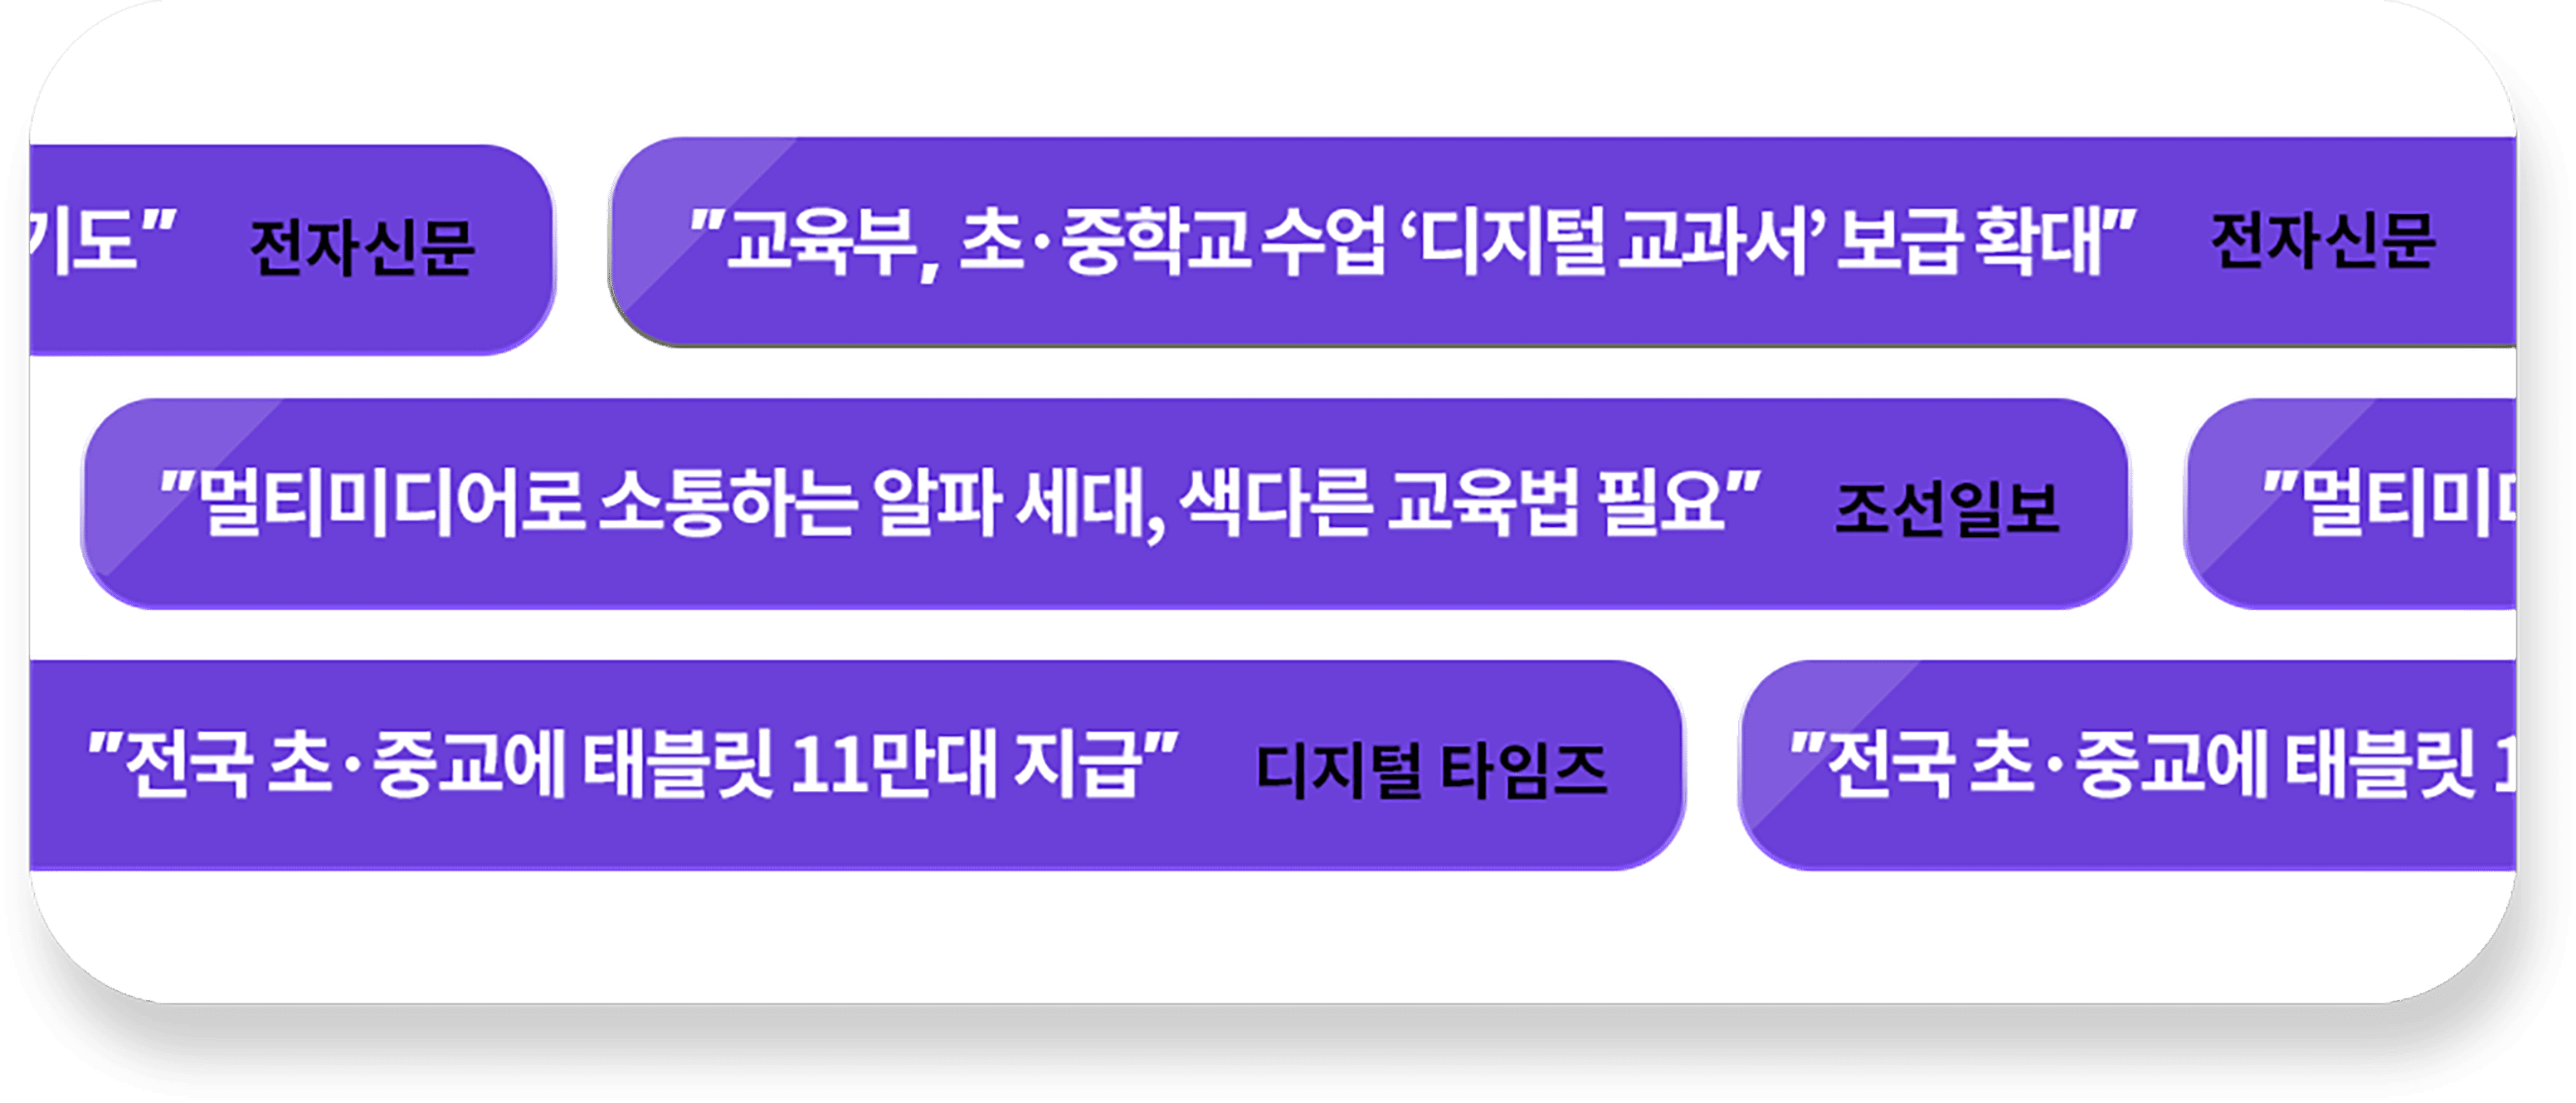 기도" 전자신문 "교육부, 초·중학교 수업 ‘디지털 교과서’ 보급 확대" 전자신문
"멀티미디어로 소통하는 알파 세대, 색다른 교육법 필요" 조선일보 "멀티미
"전국 초·중교에 태블릿 11만대 지급" 디지털 타임즈 "전국 초·중교에 태블릿 1